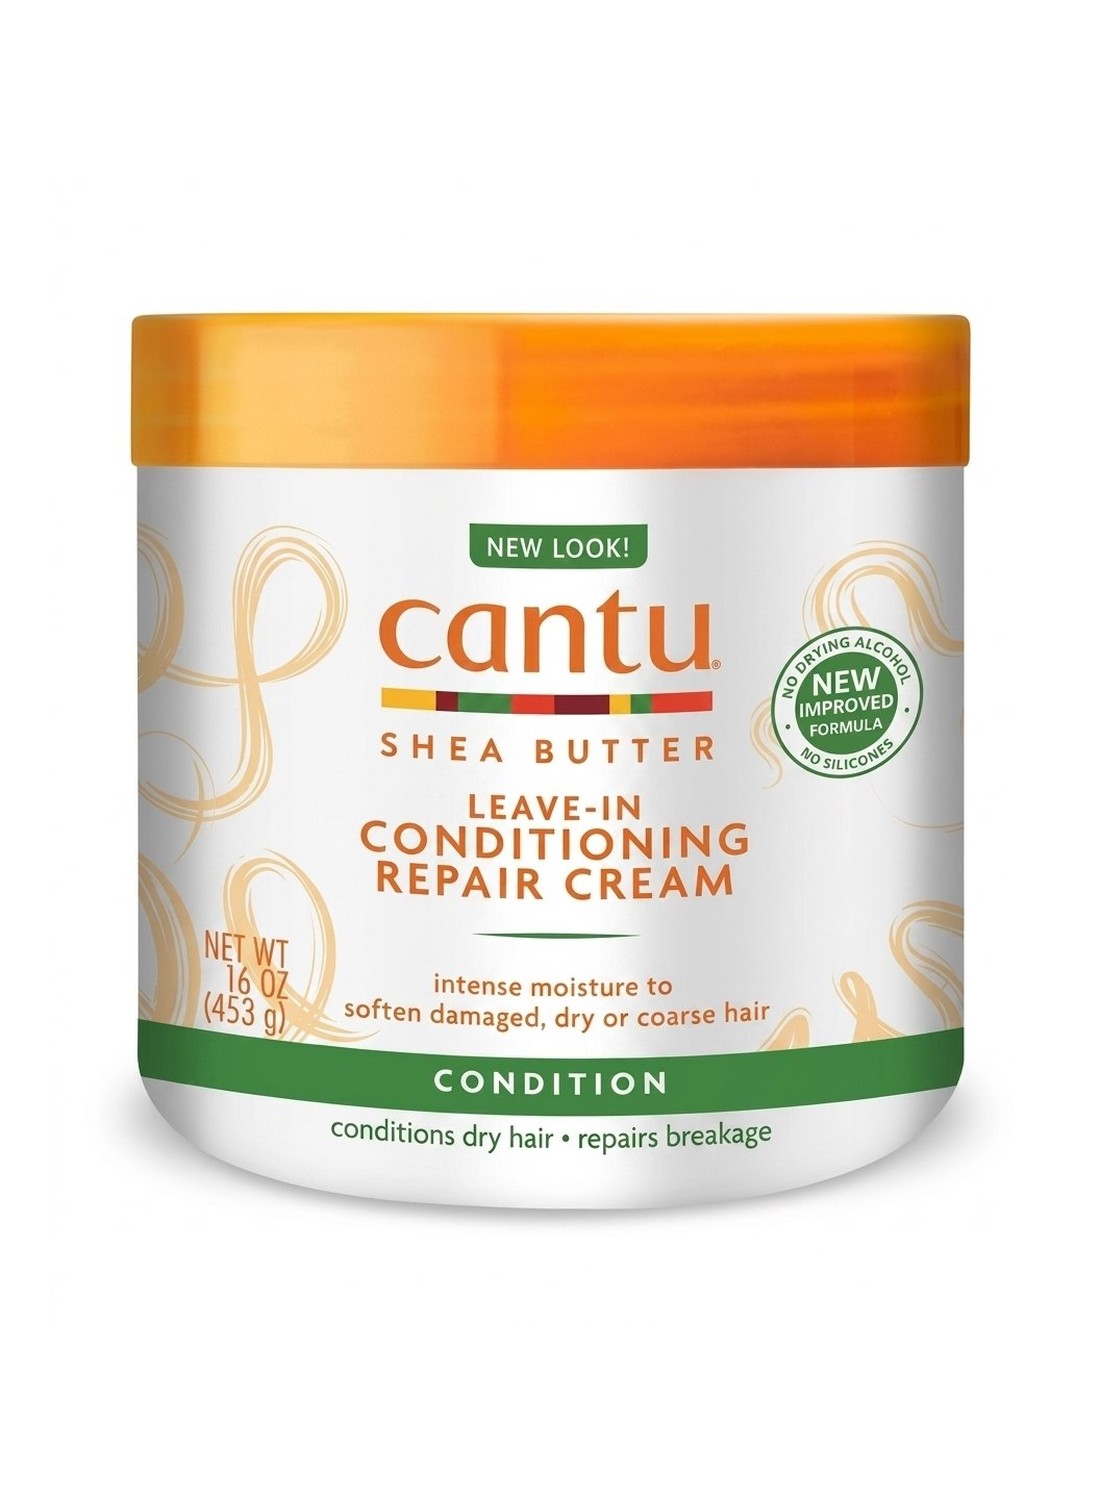 NEW LOOK!
cantu®
SHEA BUTTER
LEAVE-IN
CONDITIONING
REPAIR CREAM
NO DRYING ALCOHOL
NEW
IMPROVED
FORMULA
• NO SILICONES •
NET WT
16 OZ
(453 g)
intense moisture to
soften damaged, dry or coarse hair
CONDITION
conditions dry hair • repairs breakage